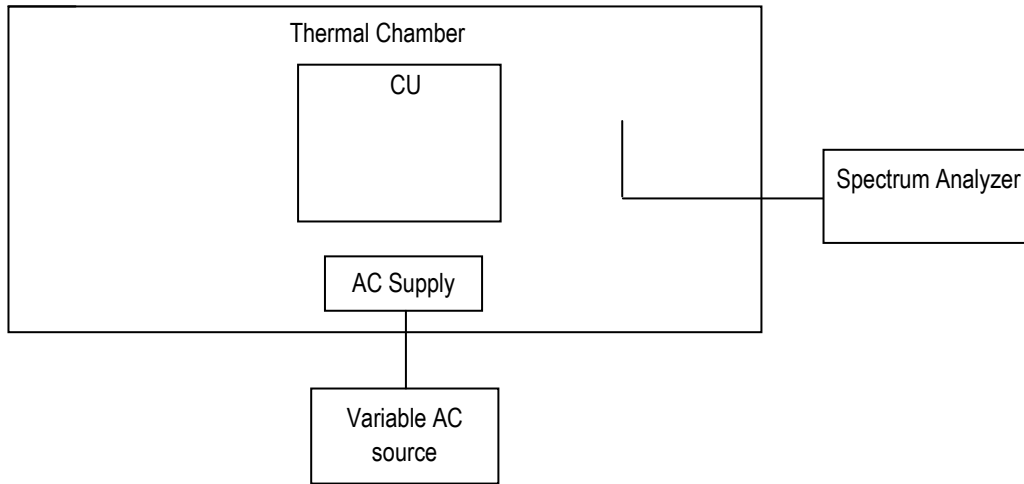 Thermal Chamber
CU
Spectrum Analyzer
AC Supply
Variable AC
source